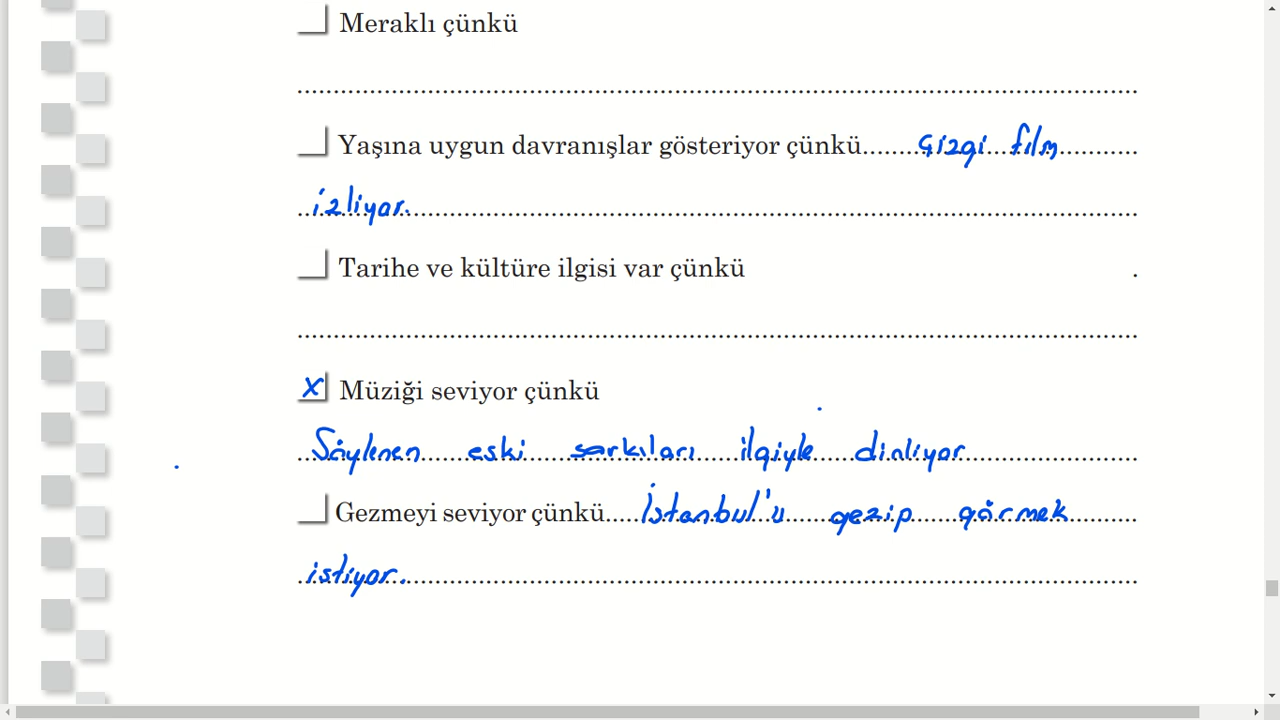 Meraklı çünkü
....................................................................................................................
Yaşına uygun davranışlar gösteriyor çünkü...... çizgi film
izliyor.
Tarihe ve kültüre ilgisi var çünkü .
....................................................................................................................
x Müziği seviyor çünkü
Söylenen eski sarkıları ilgiyle dinliyor
Gezmeyi seviyor çünkü.... İstanbul'u gezip görmek
istiyor.